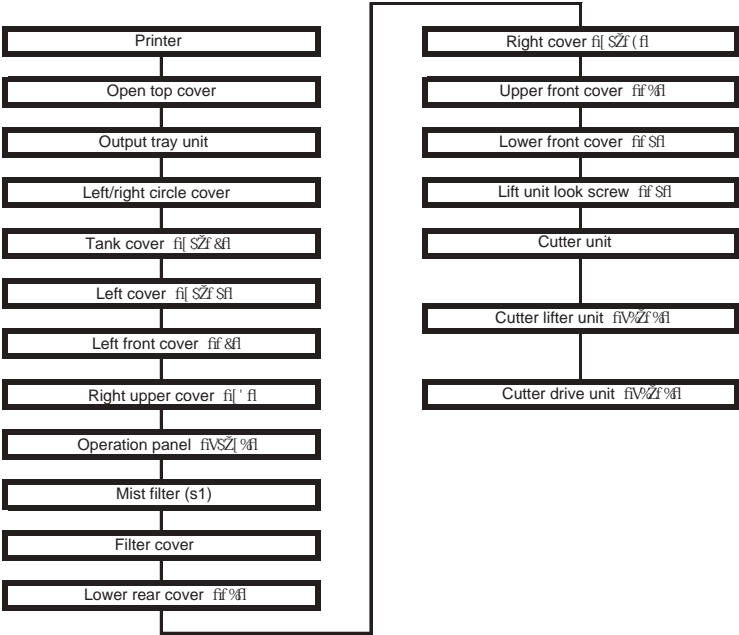 Printer
Open top cover
Output tray unit
Left/right circle cover
Tank cover
Left cover
Left front cover
Right upper cover
Operation panel
Mist filter (s1)
Filter cover
Lower rear cover
Right cover
Upper front cover
Lower front cover
Lift unit look screw
Cutter unit
Cutter lifter unit
Cutter drive unit